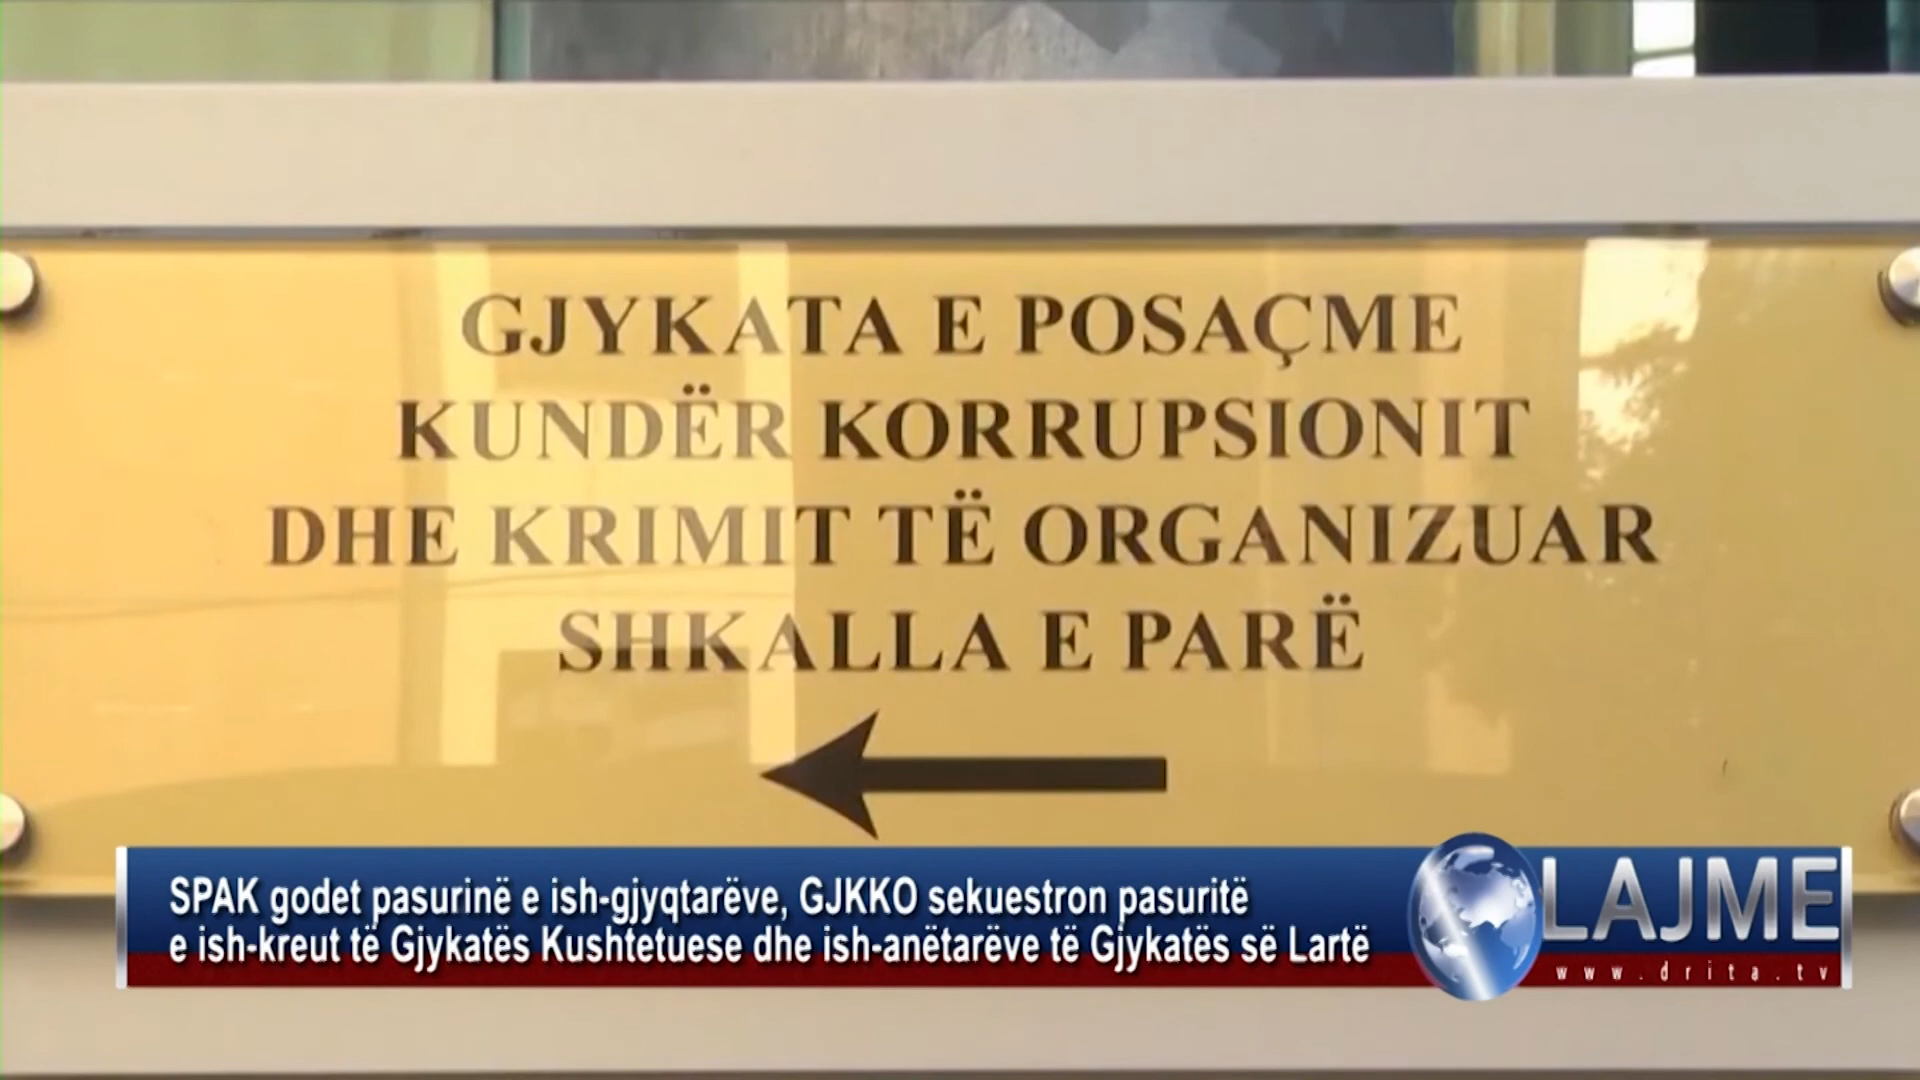 GJYKATA E POSAÇME
KUNDËR KORRUPSIONIT
DHE KRIMIT TË ORGANIZUAR
SHKALLA E PARË
SPAK godet pasurinë e ish-gjyqtarëve, GJKKO sekuestron pasuritë
e ish-kreut të Gjykatës Kushtetuese dhe ish-anëtarëve të Gjykatës së Lartë
LAJME
www.drita.tv